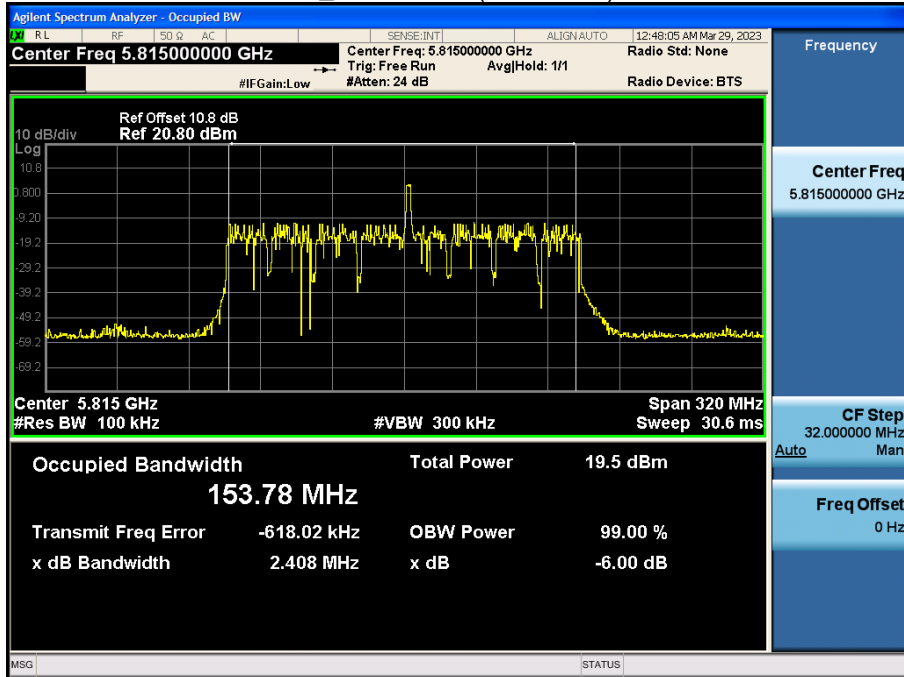 Agilent Spectrum Analyzer - Occupied BW
LXI RL RF 50 Ω AC SENSE:INT ALIGNAUTO 12:48:05 AM Mar 29, 2023
Center Freq 5.815000000 GHz Center Freq: 5.815000000 GHz Radio Std: None Frequency
Trig: Free Run Avg|Hold: 1/1
#IFGain:Low #Atten: 24 dB Radio Device: BTS
Ref Offset 10.8 dB
10 dB/div Ref 20.80 dBm
Log
10.8
0.800
-9.20
-19.2
-29.2
-39.2
-49.2
-59.2
-69.2
Center Freq
5.815000000 GHz
Center 5.815 GHz Span 320 MHz
#Res BW 100 kHz #VBW 300 kHz Sweep 30.6 ms
CF Step
32.000000 MHz
Auto Man
Occupied Bandwidth Total Power 19.5 dBm
153.78 MHz
Freq Offset
0 Hz
Transmit Freq Error -618.02 kHz OBW Power 99.00 %
x dB Bandwidth 2.408 MHz x dB -6.00 dB
MSG STATUS